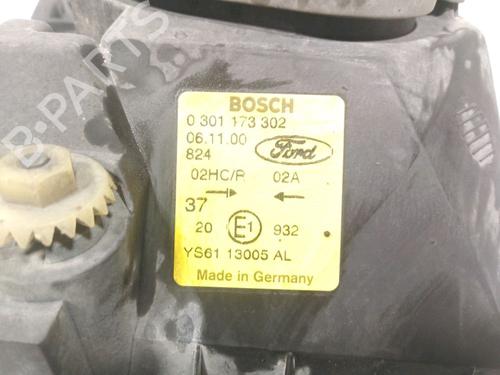 BOSCH
0 301 173 302
06.11.00
824
Ford
02HC/R 02A
37
20 E1 932
YS61 13005 AL
Made in Germany
B-PARTS